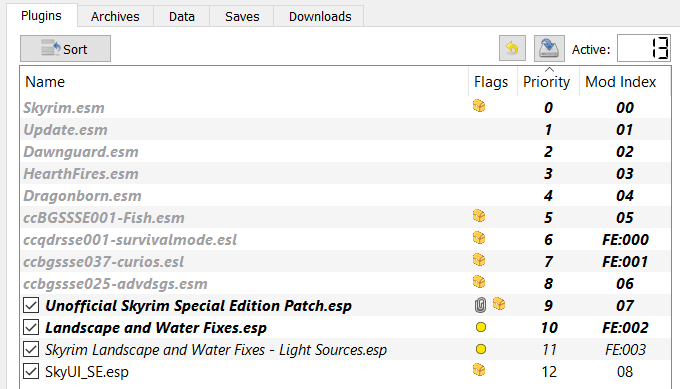 Plugins Archives Data Saves Downloads
Sort Active: 13
Name Flags Priority Mod Index
Skyrim.esm 0 00
Update.esm 1 01
Dawnguard.esm 2 02
HearthFires.esm 3 03
Dragonborn.esm 4 04
ccBGSSSE001-Fish.esm 5 05
ccqdrsse001-survivalmode.esl 6 FE:000
ccbgssse037-curios.esl 7 FE:001
ccbgssse025-advdsgs.esm 8 06
Unofficial Skyrim Special Edition Patch.esp 9 07
Landscape and Water Fixes.esp 10 FE:002
Skyrim Landscape and Water Fixes - Light Sources.esp 11 FE:003
SkyUI_SE.esp 12 08